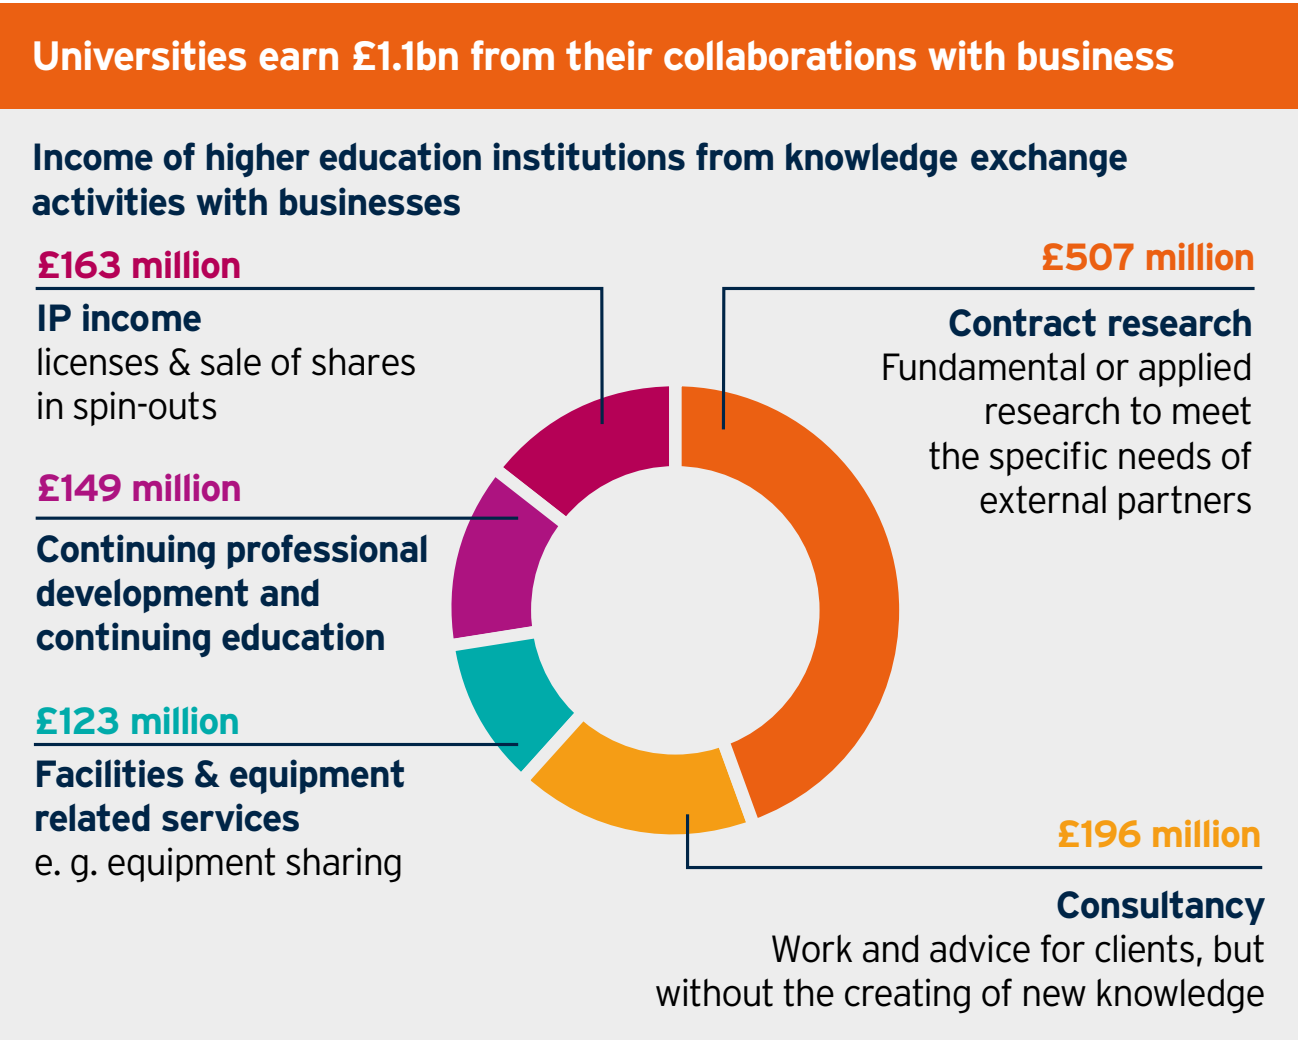 Universities earn £1.1bn from their collaborations with business
Income of higher education institutions from knowledge exchange
activities with businesses
£163 million
IP income
licenses & sale of shares
in spin-outs
£149 million
Continuing professional
development and
continuing education
£123 million
Facilities & equipment
related services
e. g. equipment sharing
£507 million
Contract research
Fundamental or applied
research to meet
the specific needs of
external partners
£196 million
Consultancy
Work and advice for clients, but
without the creating of new knowledge